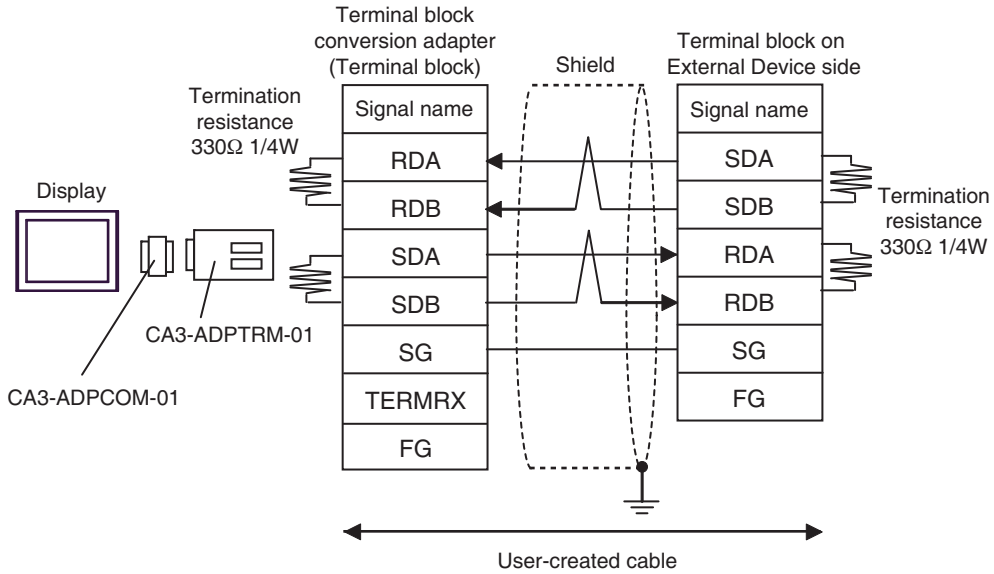 Terminal block
conversion adapter
(Terminal block)
Shield
Terminal block on
External Device side
Termination
resistance
330Ω 1/4W
Display
CA3-ADPTRM-01
CA3-ADPCOM-01
Signal name
RDA
RDB
SDA
SDB
SG
TERMRX
FG
Signal name
SDA
SDB
RDA
RDB
SG
FG
Termination
resistance
330Ω 1/4W
User-created cable